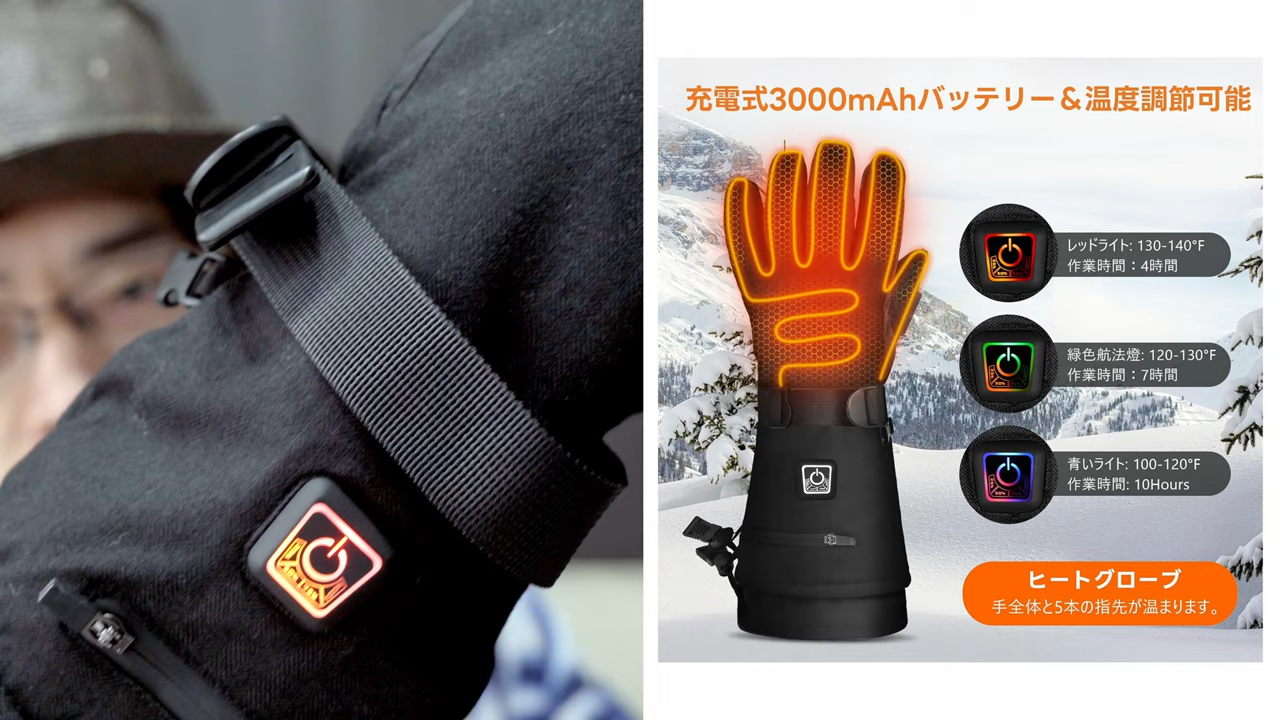 充電式3000mAhバッテリー＆温度調節可能
レッドライト: 130-140°F
作業時間：4時間
緑色航法燈: 120-130°F
作業時間：7時間
青いライト: 100-120°F
作業時間: 10Hours
ヒートグローブ
手全体と5本の指先が温まります。